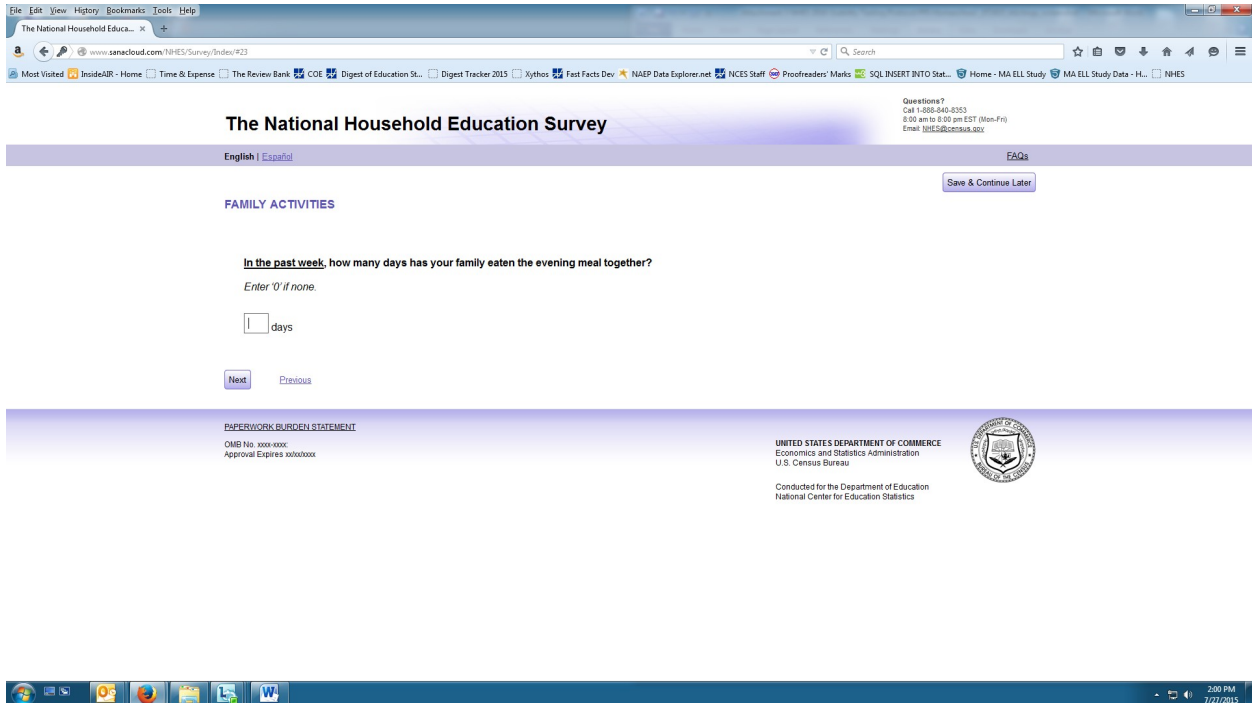 File Edit View History Bookmarks Tools Help
The National Household Educa... × +
www.sanacloud.com/NHES/Survey/Index/#23
Search
Most Visited InsideAIR - Home Time & Expense The Review Bank COE Digest of Education St... Digest Tracker 2015 Xythos Fast Facts Dev NAEP Data Explorer.net NCES Staff Proofreaders' Marks SQL INSERT INTO Stat... Home - MA ELL Study MA ELL Study Data - H... NHES
The National Household Education Survey
Questions?
Call 1-888-840-8353
8:00 am to 8:00 pm EST (Mon-Fri)
Email: NHES@census.gov
English | Español
FAQs
Save & Continue Later
FAMILY ACTIVITIES
In the past week, how many days has your family eaten the evening meal together?
Enter '0' if none.
days
Next Previous
PAPERWORK BURDEN STATEMENT
OMB No. xxxx-xxxx:
Approval Expires xx/xx/xxxx
UNITED STATES DEPARTMENT OF COMMERCE
Economics and Statistics Administration
U.S. Census Bureau
Conducted for the Department of Education
National Center for Education Statistics
2:00 PM
7/27/2015